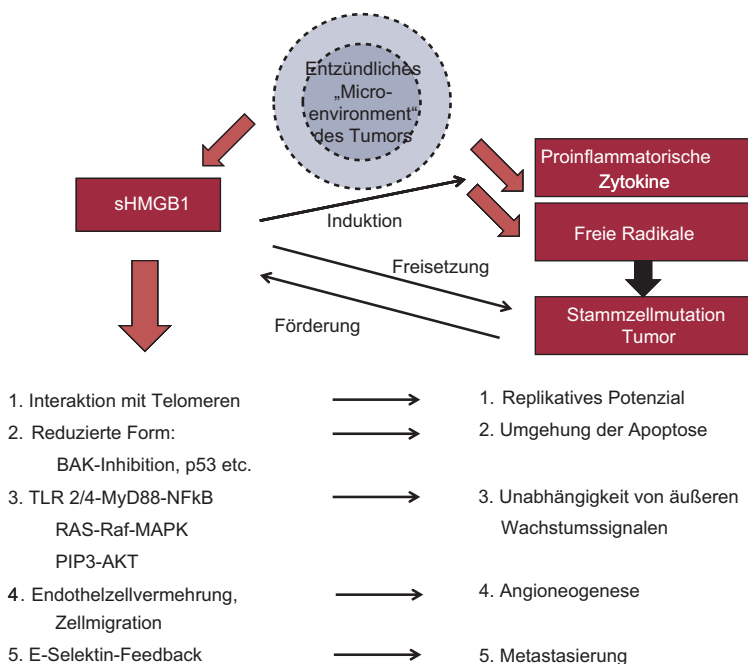 Entzündliches
„Micro-
environment“
des Tumors
Proinflammatorische
Zytokine
sHMGB1
Induktion
Freie Radikale
Freisetzung
Förderung
Stammzellmutation
Tumor
1. Interaktion mit Telomeren
1. Replikatives Potenzial
2. Reduzierte Form:
2. Umgehung der Apoptose
BAK-Inhibition, p53 etc.
3. TLR 2/4-MyD88-NFkB
3. Unabhängigkeit von äußeren
RAS-Raf-MAPK
Wachstumssignalen
PIP3-AKT
4. Endothelzellvermehrung,
4. Angioneogenese
Zellmigration
5. E-Selektin-Feedback
5. Metastasierung